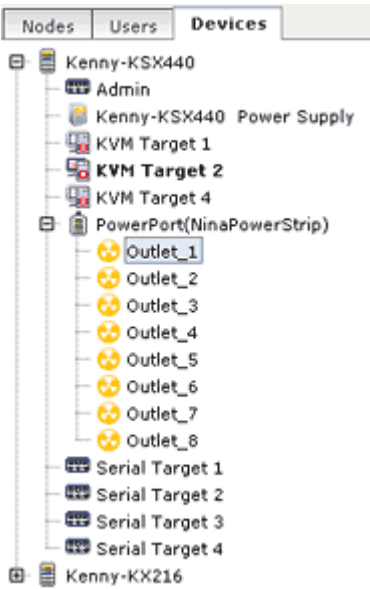 Nodes Users Devices
Kenny-KSX440
Admin
Kenny-KSX440 Power Supply
KVM Target 1
KVM Target 2
KVM Target 4
PowerPort(NinaPowerStrip)
Outlet_1
Outlet_2
Outlet_3
Outlet_4
Outlet_5
Outlet_6
Outlet_7
Outlet_8
Serial Target 1
Serial Target 2
Serial Target 3
Serial Target 4
Kenny-KX216